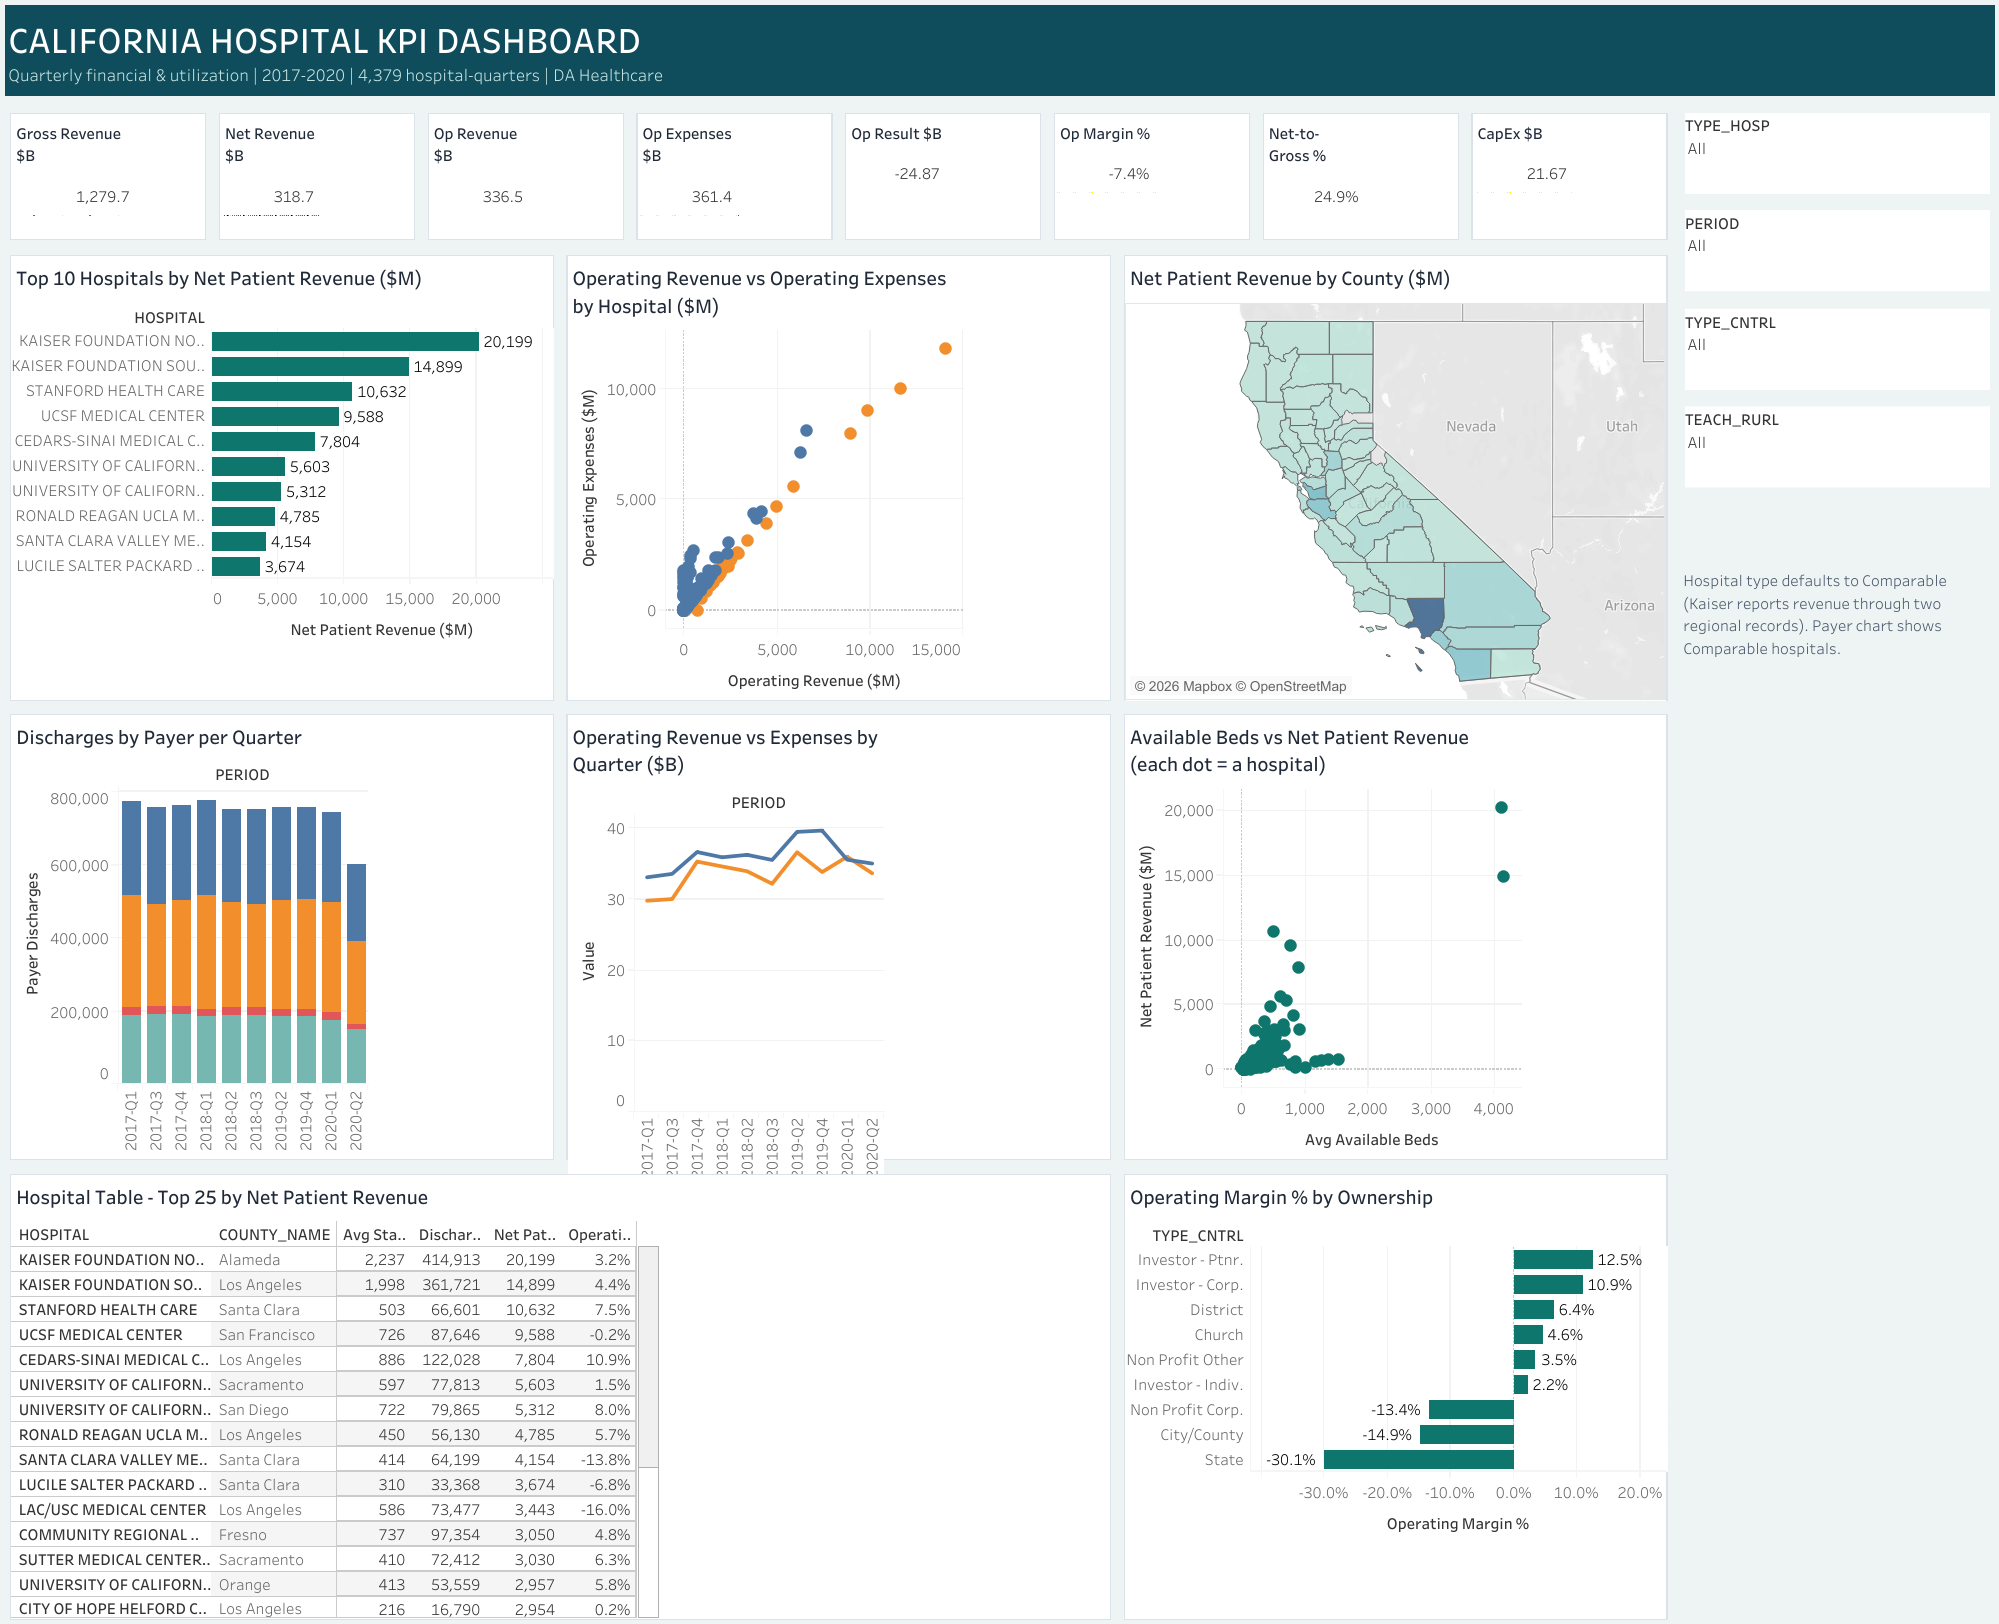 CALIFORNIA HOSPITAL KPI DASHBOARD
Quarterly financial & utilization | 2017-2020 | 4,379 hospital-quarters | DA Healthcare
Gross Revenue
$B
1,279.7
Net Revenue
$B
318.7
Op Revenue
$B
336.5
Op Expenses
$B
361.4
Op Result $B
-24.87
Op Margin %
-7.4%
Net-to-
Gross %
24.9%
CapEx $B
21.67
TYPE_HOSP
All
PERIOD
All
TYPE_CNTRL
All
TEACH_RURL
All
Hospital type defaults to Comparable
(Kaiser reports revenue through two
regional records). Payer chart shows
Comparable hospitals.
Top 10 Hospitals by Net Patient Revenue ($M)
HOSPITAL
KAISER FOUNDATION NO.. 20,199
KAISER FOUNDATION SOU.. 14,899
STANFORD HEALTH CARE 10,632
UCSF MEDICAL CENTER 9,588
CEDARS-SINAI MEDICAL C.. 7,804
UNIVERSITY OF CALIFORN.. 5,603
UNIVERSITY OF CALIFORN.. 5,312
RONALD REAGAN UCLA M.. 4,785
SANTA CLARA VALLEY ME.. 4,154
LUCILE SALTER PACKARD .. 3,674
0 5,000 10,000 15,000 20,000
Net Patient Revenue ($M)
Operating Revenue vs Operating Expenses
by Hospital ($M)
Operating Expenses ($M)
10,000
5,000
0
0 5,000 10,000 15,000
Operating Revenue ($M)
Net Patient Revenue by County ($M)
Nevada
Utah
California
Arizona
© 2026 Mapbox © OpenStreetMap
Discharges by Payer per Quarter
PERIOD
Payer Discharges
800,000
600,000
400,000
200,000
0
2017-Q1 2017-Q3 2017-Q4 2018-Q1 2018-Q2 2018-Q3 2019-Q2 2019-Q4 2020-Q1 2020-Q2
Operating Revenue vs Expenses by
Quarter ($B)
PERIOD
Value
40
30
20
10
0
2017-Q1 2017-Q3 2017-Q4 2018-Q1 2018-Q2 2018-Q3 2019-Q2 2019-Q4 2020-Q1 2020-Q2
Available Beds vs Net Patient Revenue
(each dot = a hospital)
Net Patient Revenue ($M)
20,000
15,000
10,000
5,000
0
0 1,000 2,000 3,000 4,000
Avg Available Beds
Hospital Table - Top 25 by Net Patient Revenue
HOSPITAL COUNTY_NAME Avg Sta.. Dischar.. Net Pat.. Operati..
KAISER FOUNDATION NO.. Alameda 2,237 414,913 20,199 3.2%
KAISER FOUNDATION SO.. Los Angeles 1,998 361,721 14,899 4.4%
STANFORD HEALTH CARE Santa Clara 503 66,601 10,632 7.5%
UCSF MEDICAL CENTER San Francisco 726 87,646 9,588 -0.2%
CEDARS-SINAI MEDICAL C.. Los Angeles 886 122,028 7,804 10.9%
UNIVERSITY OF CALIFORN.. Sacramento 597 77,813 5,603 1.5%
UNIVERSITY OF CALIFORN.. San Diego 722 79,865 5,312 8.0%
RONALD REAGAN UCLA M.. Los Angeles 450 56,130 4,785 5.7%
SANTA CLARA VALLEY ME.. Santa Clara 414 64,199 4,154 -13.8%
LUCILE SALTER PACKARD .. Santa Clara 310 33,368 3,674 -6.8%
LAC/USC MEDICAL CENTER Los Angeles 586 73,477 3,443 -16.0%
COMMUNITY REGIONAL .. Fresno 737 97,354 3,050 4.8%
SUTTER MEDICAL CENTER.. Sacramento 410 72,412 3,030 6.3%
UNIVERSITY OF CALIFORN.. Orange 413 53,559 2,957 5.8%
CITY OF HOPE HELFORD C.. Los Angeles 216 16,790 2,954 0.2%
Operating Margin % by Ownership
TYPE_CNTRL
Investor - Ptnr. 12.5%
Investor - Corp. 10.9%
District 6.4%
Church 4.6%
Non Profit Other 3.5%
Investor - Indiv. 2.2%
Non Profit Corp. -13.4%
City/County -14.9%
State -30.1%
-30.0% -20.0% -10.0% 0.0% 10.0% 20.0%
Operating Margin %